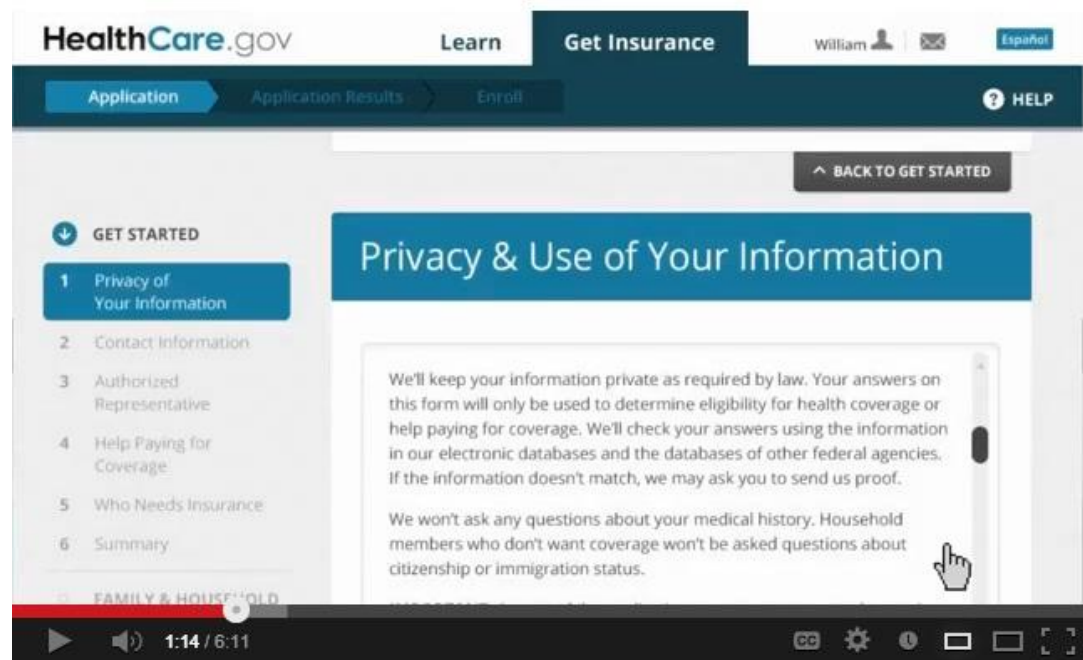 HealthCare.gov
Learn
Get Insurance
William
Español
Application
Application Results
Enroll
? HELP
BACK TO GET STARTED
GET STARTED
Privacy & Use of Your Information
1 Privacy of
Your Information
2 Contact Information
3 Authorized
Representative
4 Help Paying for
Coverage
5 Who Needs Insurance
6 Summary
FAMILY & HOUSEHOLD
We'll keep your information private as required by law. Your answers on
this form will only be used to determine eligibility for health coverage or
help paying for coverage. We'll check your answers using the information
in our electronic databases and the databases of other federal agencies.
If the information doesn't match, we may ask you to send us proof.
We won't ask any questions about your medical history. Household
members who don't want coverage won't be asked questions about
citizenship or immigration status.
1:14 / 6:11
CC